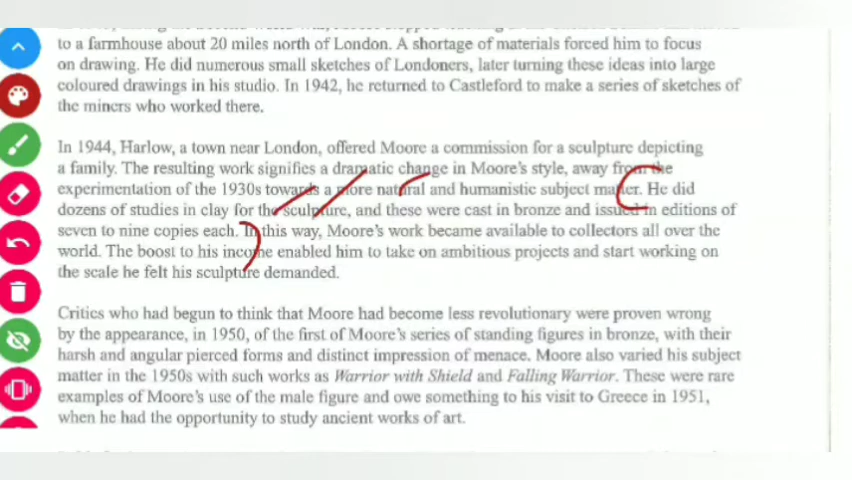 to a farmhouse about 20 miles north of London. A shortage of materials forced him to focus
on drawing. He did numerous small sketches of Londoners, later turning these ideas into large
coloured drawings in his studio. In 1942, he returned to Castleford to make a series of sketches of
the miners who worked there.
In 1944, Harlow, a town near London, offered Moore a commission for a sculpture depicting
a family. The resulting work signifies a dramatic change in Moore's style, away from the
experimentation of the 1930s towards a more natural and humanistic subject matter. He did
dozens of studies in clay for the sculpture, and these were cast in bronze and issued in editions of
seven to nine copies each. In this way, Moore's work became available to collectors all over the
world. The boost to his income enabled him to take on ambitious projects and start working on
the scale he felt his sculpture demanded.
Critics who had begun to think that Moore had become less revolutionary were proven wrong
by the appearance, in 1950, of the first of Moore's series of standing figures in bronze, with their
harsh and angular pierced forms and distinct impression of menace. Moore also varied his subject
matter in the 1950s with such works as Warrior with Shield and Falling Warrior. These were rare
examples of Moore's use of the male figure and owe something to his visit to Greece in 1951,
when he had the opportunity to study ancient works of art.